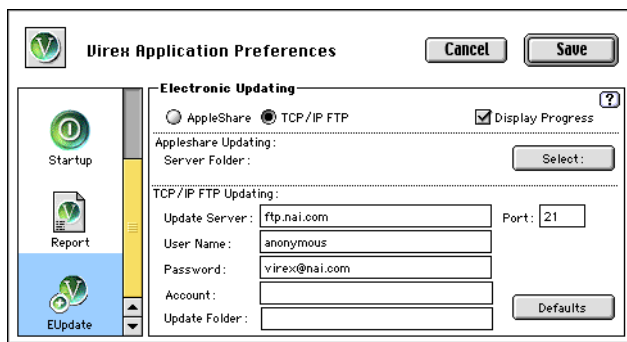 Virex Application Preferences
Cancel
Save
Startup
Report
EUpdate
Electronic Updating
?
AppleShare
TCP/IP FTP
Display Progress
Appleshare Updating:
Server Folder:
Select:
TCP/IP FTP Updating:
Update Server: ftp.nai.com
Port: 21
User Name: anonymous
Password: virex@nai.com
Account:
Update Folder:
Defaults